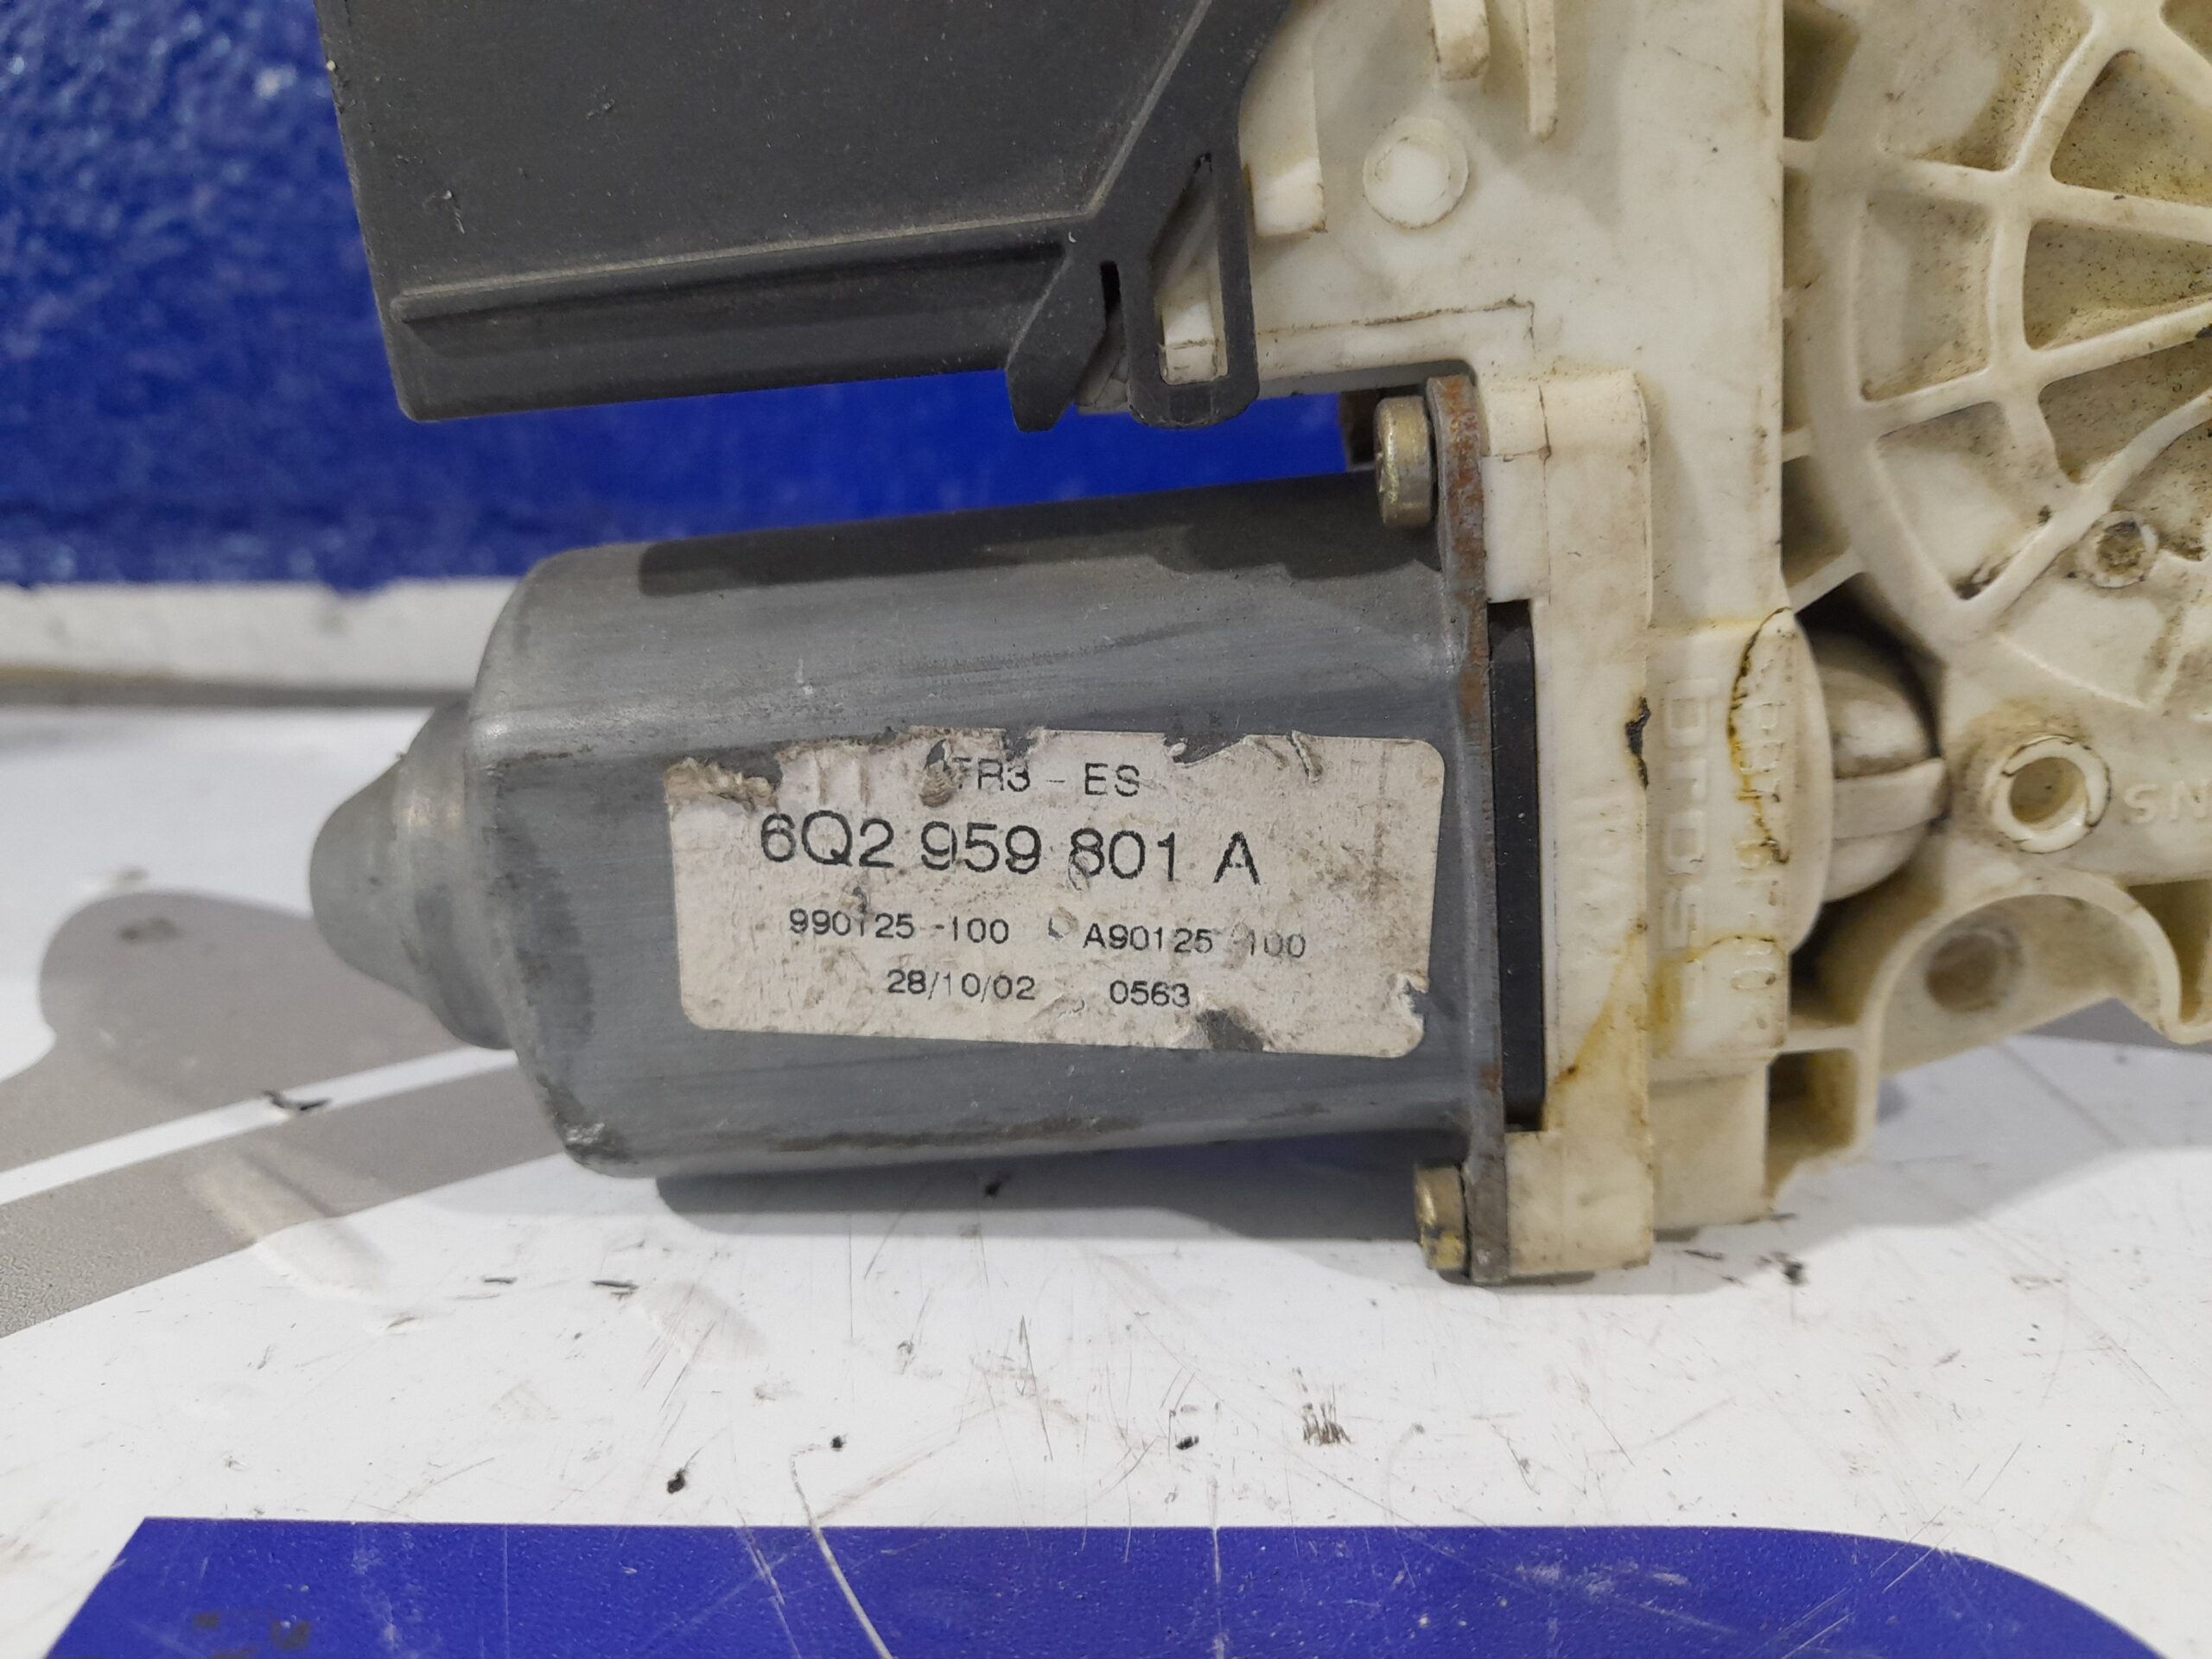 TR3 - ES
6Q2 959 801 A
990125 -100 A90125 -100
28/10/02 0563